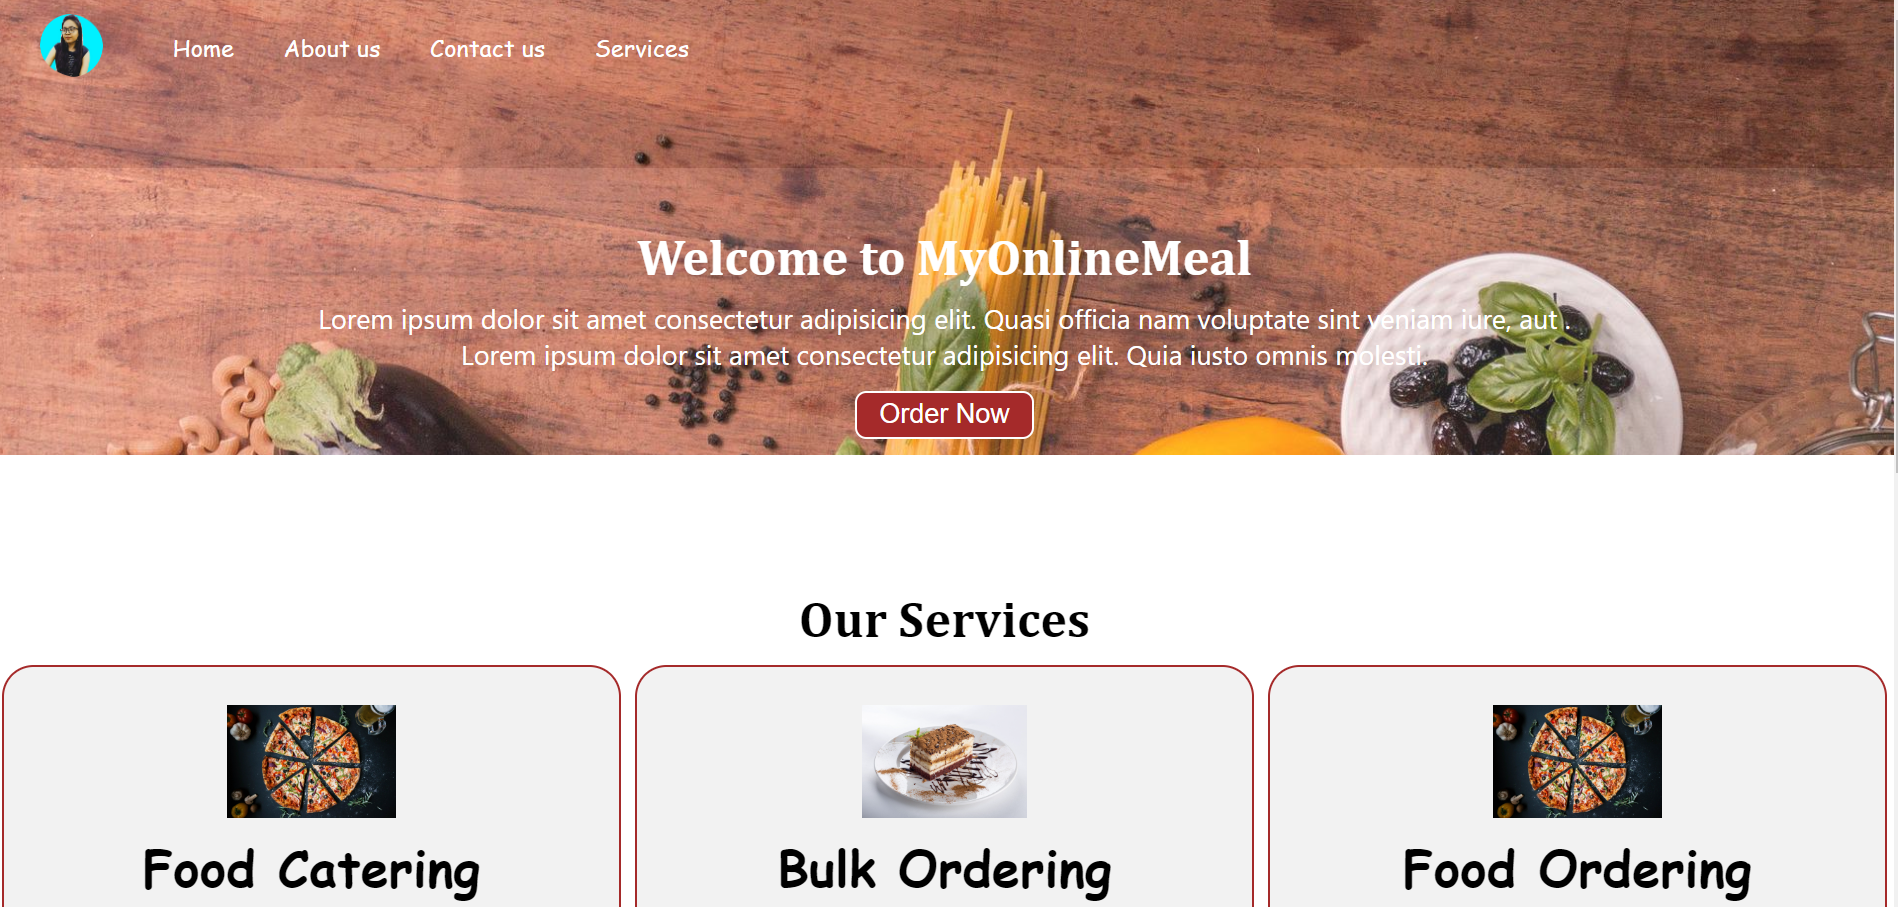 Home About us Contact us Services
Welcome to MyOnlineMeal
Lorem ipsum dolor sit amet consectetur adipisicing elit. Quasi officia nam voluptate sint veniam iure, aut .
Lorem ipsum dolor sit amet consectetur adipisicing elit. Quia iusto omnis molesti.
Order Now
Our Services
Food Catering
Bulk Ordering
Food Ordering